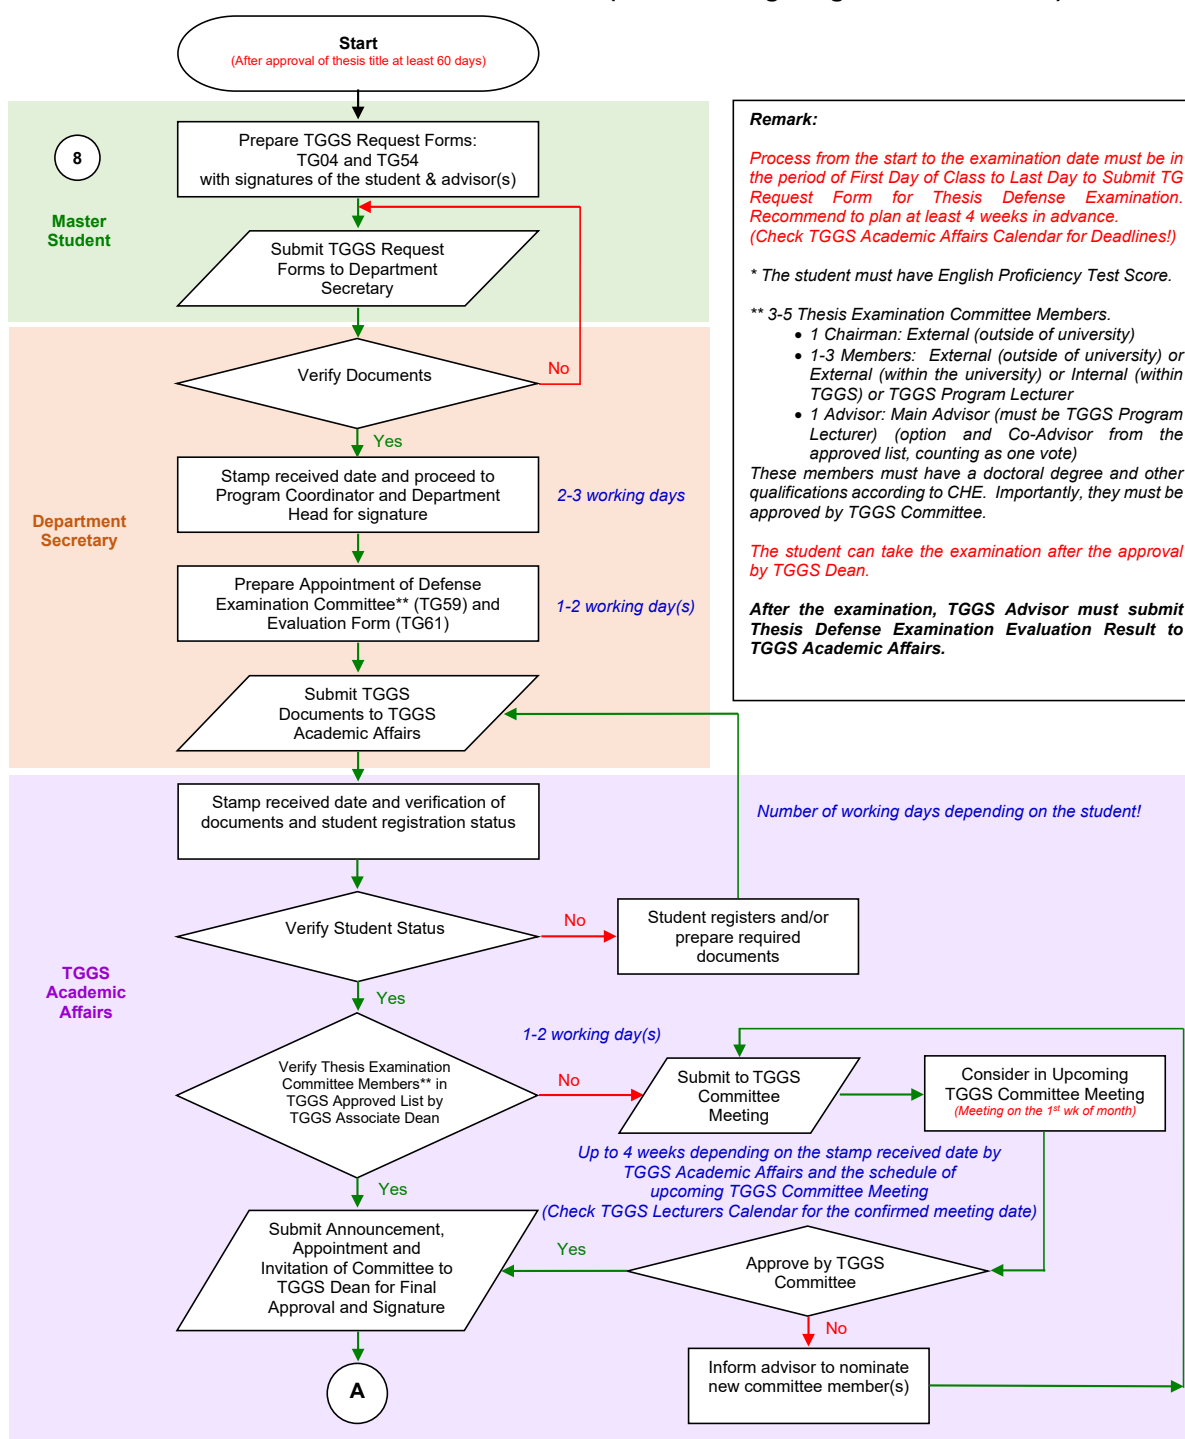 Start
(After approval of thesis title at least 60 days)
8
Master
Student
Prepare TGGS Request Forms:
TG04 and TG54
with signatures of the student & advisor(s)
Submit TGGS Request
Forms to Department
Secretary
Verify Documents
No
Yes
Department
Secretary
Stamp received date and proceed to
Program Coordinator and Department
Head for signature
2-3 working days
Prepare Appointment of Defense
Examination Committee** (TG59) and
Evaluation Form (TG61)
1-2 working day(s)
Submit TGGS
Documents to TGGS
Academic Affairs
Remark:
Process from the start to the examination date must be in
the period of First Day of Class to Last Day to Submit TG
Request Form for Thesis Defense Examination.
Recommend to plan at least 4 weeks in advance.
(Check TGGS Academic Affairs Calendar for Deadlines!)
* The student must have English Proficiency Test Score.
** 3-5 Thesis Examination Committee Members.
• 1 Chairman: External (outside of university)
• 1-3 Members: External (outside of university) or
External (within the university) or Internal (within
TGGS) or TGGS Program Lecturer
• 1 Advisor: Main Advisor (must be TGGS Program
Lecturer) (option and Co-Advisor from the
approved list, counting as one vote)
These members must have a doctoral degree and other
qualifications according to CHE. Importantly, they must be
approved by TGGS Committee.
The student can take the examination after the approval
by TGGS Dean.
After the examination, TGGS Advisor must submit
Thesis Defense Examination Evaluation Result to
TGGS Academic Affairs.
Stamp received date and verification of
documents and student registration status
Number of working days depending on the student!
Verify Student Status
No
Student registers and/or
prepare required
documents
TGGS
Academic
Affairs
Yes
1-2 working day(s)
Verify Thesis Examination
Committee Members** in
TGGS Approved List by
TGGS Associate Dean
No
Submit to TGGS
Committee
Meeting
Consider in Upcoming
TGGS Committee Meeting
(Meeting on the 1st wk of month)
Up to 4 weeks depending on the stamp received date by
TGGS Academic Affairs and the schedule of
upcoming TGGS Committee Meeting
(Check TGGS Lecturers Calendar for the confirmed meeting date)
Yes
Submit Announcement,
Appointment and
Invitation of Committee to
TGGS Dean for Final
Approval and Signature
Yes
Approve by TGGS
Committee
No
Inform advisor to nominate
new committee member(s)
A